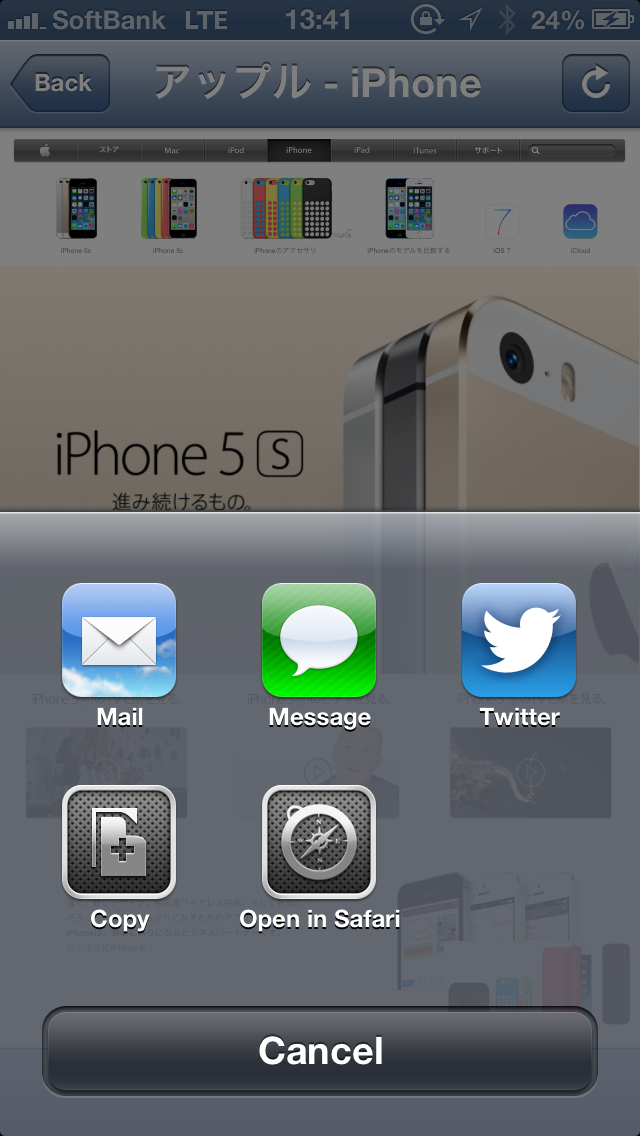 SoftBank LTE 13:41 24%
Back アップル - iPhone
ストア Mac iPod iPhone iPad iTunes サポート
iPhone 5s iPhone 5c iPhoneのアクセサリ iPhoneのモデルを比較する iOS 7 iCloud
iPhone 5 S
進み続けるもの。
Mail Message Twitter
Copy Open in Safari
Cancel